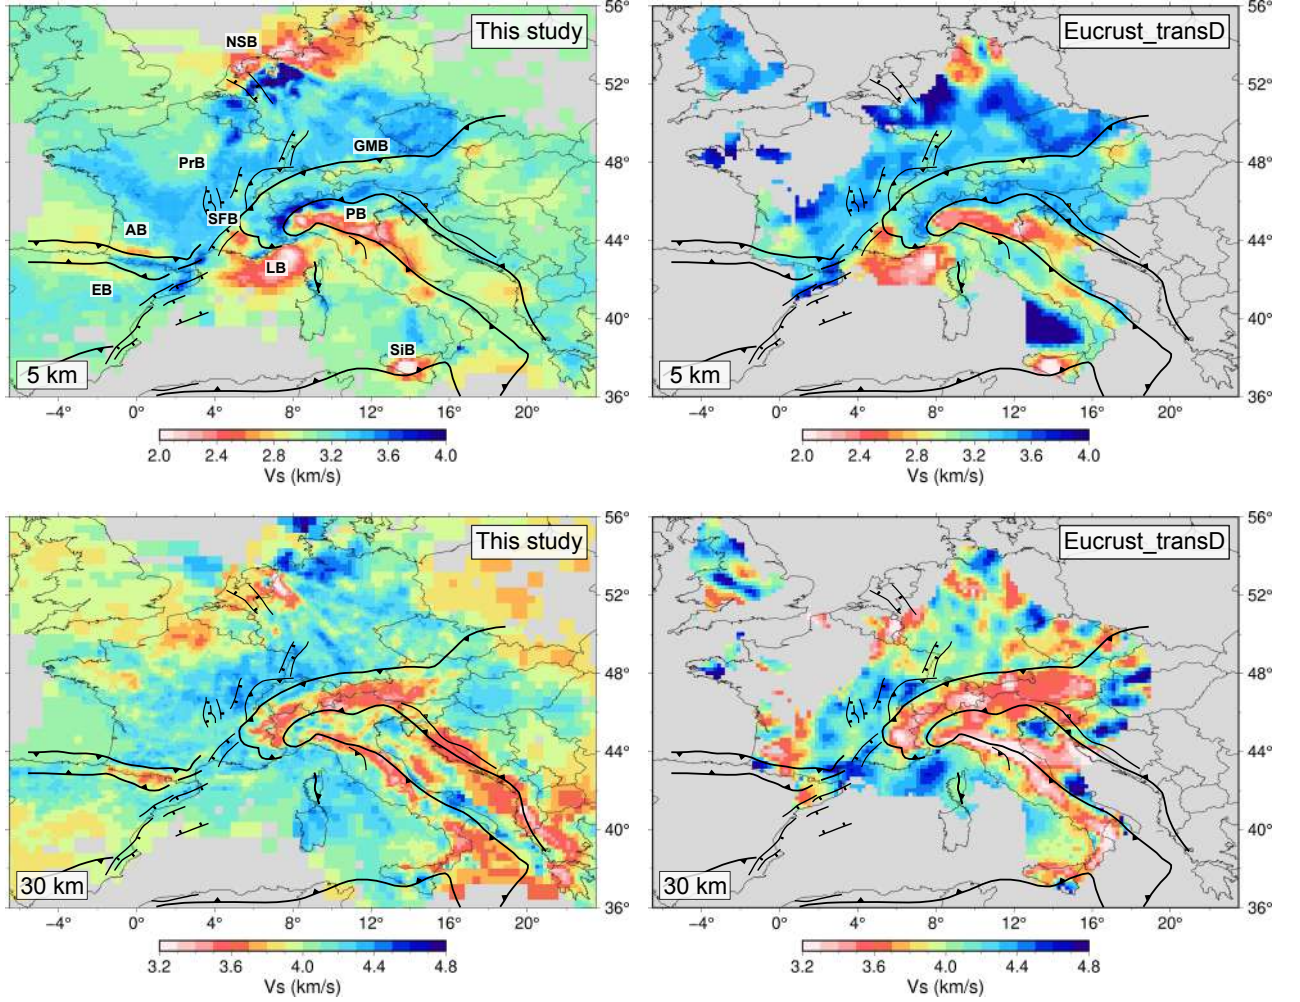 This study
NSB
PrB
GMB
SFB
AB
PB
LB
EB
SiB
5 km
56°
52°
48°
44°
40°
36°
−4° 0° 4° 8° 12° 16° 20°
2.0 2.4 2.8 3.2 3.6 4.0
Vs (km/s)
Eucrust_transD
5 km
56°
52°
48°
44°
40°
36°
−4° 0° 4° 8° 12° 16° 20°
2.0 2.4 2.8 3.2 3.6 4.0
Vs (km/s)
This study
30 km
56°
52°
48°
44°
40°
36°
−4° 0° 4° 8° 12° 16° 20°
3.2 3.6 4.0 4.4 4.8
Vs (km/s)
Eucrust_transD
30 km
56°
52°
48°
44°
40°
36°
−4° 0° 4° 8° 12° 16° 20°
3.2 3.6 4.0 4.4 4.8
Vs (km/s)